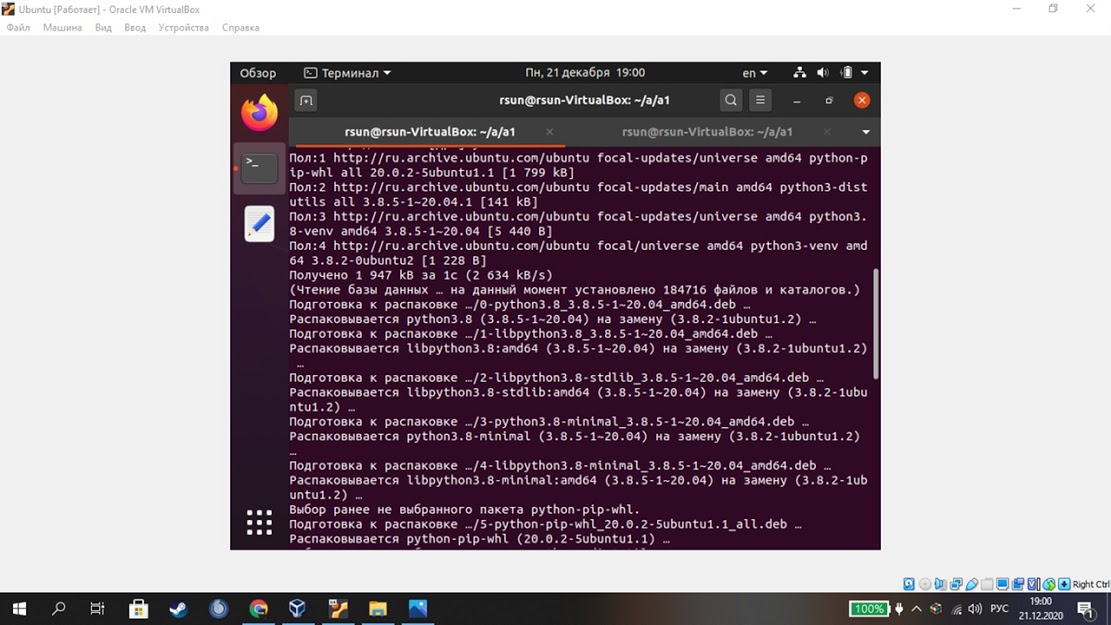 Ubuntu [Работает] - Oracle VM VirtualBox
Файл Машина Вид Ввод Устройства Справка
Обзор Терминал Пн, 21 декабря 19:00 en
rsun@rsun-VirtualBox: ~/a/a1
rsun@rsun-VirtualBox: ~/a/a1 rsun@rsun-VirtualBox: ~/a/a1
Пол:1 http://ru.archive.ubuntu.com/ubuntu focal-updates/universe amd64 python-p
ip-whl all 20.0.2-5ubuntu1.1 [1 799 kB]
Пол:2 http://ru.archive.ubuntu.com/ubuntu focal-updates/main amd64 python3-dist
utils all 3.8.5-1~20.04.1 [141 kB]
Пол:3 http://ru.archive.ubuntu.com/ubuntu focal-updates/universe amd64 python3.
8-venv amd64 3.8.5-1~20.04 [5 440 B]
Пол:4 http://ru.archive.ubuntu.com/ubuntu focal/universe amd64 python3-venv amd
64 3.8.2-0ubuntu2 [1 228 B]
Получено 1 947 kB за 1с (2 634 kB/s)
(Чтение базы данных … на данный момент установлено 184716 файлов и каталогов.)
Подготовка к распаковке …/0-python3.8_3.8.5-1~20.04_amd64.deb …
Распаковывается python3.8 (3.8.5-1~20.04) на замену (3.8.2-1ubuntu1.2) …
Подготовка к распаковке …/1-libpython3.8_3.8.5-1~20.04_amd64.deb …
Распаковывается libpython3.8:amd64 (3.8.5-1~20.04) на замену (3.8.2-1ubuntu1.2)
…
Подготовка к распаковке …/2-libpython3.8-stdlib_3.8.5-1~20.04_amd64.deb …
Распаковывается libpython3.8-stdlib:amd64 (3.8.5-1~20.04) на замену (3.8.2-1ubu
ntu1.2) …
Подготовка к распаковке …/3-python3.8-minimal_3.8.5-1~20.04_amd64.deb …
Распаковывается python3.8-minimal (3.8.5-1~20.04) на замену (3.8.2-1ubuntu1.2)
…
Подготовка к распаковке …/4-libpython3.8-minimal_3.8.5-1~20.04_amd64.deb …
Распаковывается libpython3.8-minimal:amd64 (3.8.5-1~20.04) на замену (3.8.2-1ub
untu1.2) …
Выбор ранее не выбранного пакета python-pip-whl.
Подготовка к распаковке …/5-python-pip-whl_20.0.2-5ubuntu1.1_all.deb …
Распаковывается python-pip-whl (20.0.2-5ubuntu1.1) …
Right Ctrl
100% РУС 19:00
21.12.2020
1